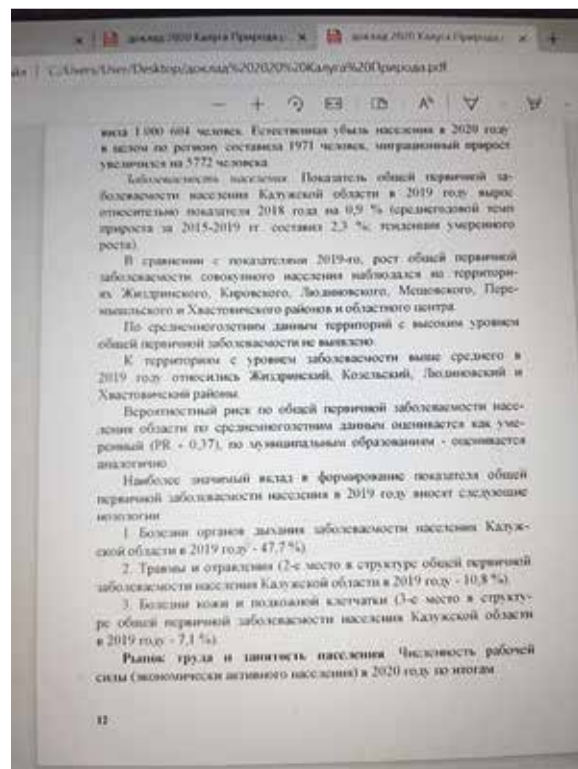 доклад 2020 Калуга Природа
доклад 2020 Калуга Природа
C:/Users/User/Desktop/доклад%202020%20Калуга%20Природа.pdf
вила 1 000 604 человек. Естественная убыль населения в 2020 году
в целом по региону составила 1971 человек, миграционный прирост
увеличился на 5772 человека.
Заболеваемость населения. Показатель общей первичной за-
болеваемости населения Калужской области в 2019 году вырос
относительно показателя 2018 года на 0,9 % (среднегодовой темп
прироста за 2015-2019 гг. составил 2,3 %, тенденция умеренного
роста).
В сравнении с показателями 2019-го, рост общей первичной
заболеваемости совокупного населения наблюдался на территори-
ях Жиздринского, Кировского, Людиновского, Мещовского, Пере-
мышльского и Хвастовичского районов и областного центра.
По среднемноголетним данным территорий с высоким уровнем
общей первичной заболеваемости не выявлено.
К территориям с уровнем заболеваемости выше среднего в
2019 году относились Жиздринский, Козельский, Людиновский и
Хвастовичский районы.
Вероятностный риск по общей первичной заболеваемости насе-
ления области по среднемноголетним данным оценивается как уме-
ренный (PR - 0,37), по муниципальным образованиям - оценивается
аналогично.
Наиболее значимый вклад в формирование показателя общей
первичной заболеваемости населения в 2019 году вносят следующие
нозологии:
1. Болезни органов дыхания заболеваемости населения Калуж-
ской области в 2019 году - 47,7 %).
2. Травмы и отравления (2-е место в структуре общей первичной
заболеваемости населения Калужской области в 2019 году - 10,8 %).
3. Болезни кожи и подкожной клетчатки (3-е место в структу-
ре общей первичной заболеваемости населения Калужской области
в 2019 году - 7,1 %).
Рынок труда и занятость населения. Численность рабочей
силы (экономически активного населения) в 2020 году по итогам
12